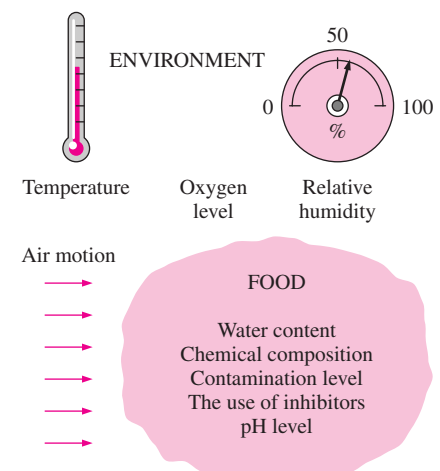 ENVIRONMENT
50
0
100
%
Temperature
Oxygen
level
Relative
humidity
Air motion
FOOD
Water content
Chemical composition
Contamination level
The use of inhibitors
pH level